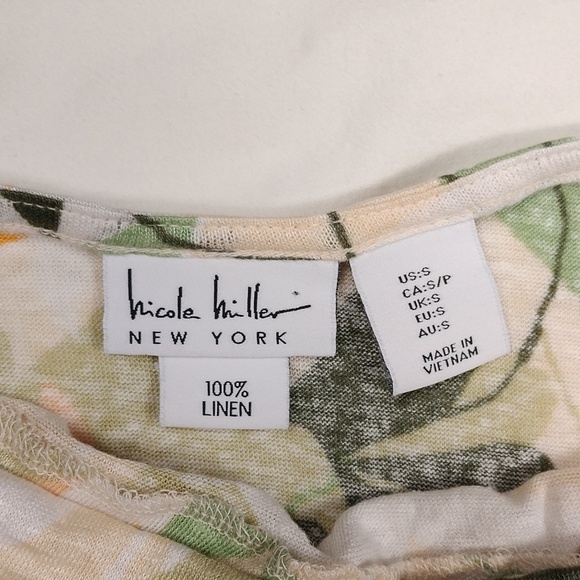 Nicole Miller
NEW YORK
100%
LINEN
US:S
CA:S/P
UK:S
EU:S
AU:S
MADE IN
VIETNAM